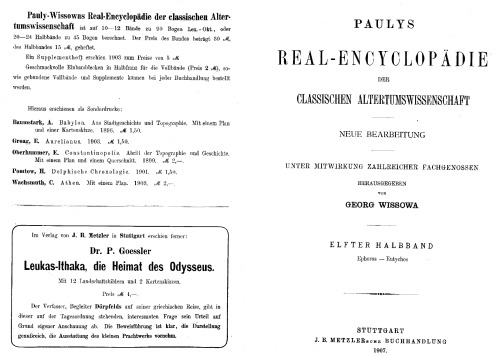 Pauly-Wissowas Real-Encyclopädie der classischen Alter-
tumswissenschaft ist auf 10—12 Bände zu 90 Bogen Lex.-Okt., oder
20—24 Halbbände zu 45 Bogen berechnet. Der Preis des Bandes beträgt 30 ℳ,
des Halbbandes 15 ℳ, geheftet.
Ein Supplementheft erschien 1903 zum Preise von 5 ℳ
Geschmackvolle Einbanddecken in Halbfranz für die Vollbände (Preis 2 ℳ), so-
wie gebundene Vollbände und Supplemente können bei jeder Buchhandlung bestellt
werden.
Hieraus erschienen als Sonderdrucke:
Baumstark, A. Babylon. Aus Stadtgeschichte und Topographie. Mit einem Plan
und einer Kartenskizze. 1896. ℳ 1,50.
Groag, E. Aurelianus. 1903. ℳ 1,50.
Oberhummer, E. Constantinopolis. Abriß der Topographie und Geschichte.
Mit einem Plan und einem Querschnitt. 1899. ℳ 2,—.
Pomtow, H. Delphische Chronologie. 1901. ℳ 1,50.
Wachsmuth, C. Athen. Mit einem Plan. 1903. ℳ 2,—.
Im Verlag von J. B. Metzler in Stuttgart erschien ferner:
Dr. P. Goessler
Leukas-Ithaka, die Heimat des Odysseus.
Mit 12 Landschaftsbildern und 2 Kartenskizzen.
Preis ℳ 4,—.
Der Verfasser, Begleiter Dörpfelds auf seiner griechischen Reise, gibt in
dieser auf der Tagesordnung stehenden, interessanten Frage sein Urteil auf
Grund eigener Anschauung ab. Die Beweisführung ist klar, die Darstellung
gemäßigt, die Ausstattung des kleinen Prachtwerks vornehm.
PAULYS
REAL-ENCYCLOPÄDIE
DER
CLASSISCHEN ALTERTUMSWISSENSCHAFT
NEUE BEARBEITUNG
UNTER MITWIRKUNG ZAHLREICHER FACHGENOSSEN
HERAUSGEGEBEN
VON
GEORG WISSOWA
ELFTER HALBBAND
Ephoros — Eutychos
STUTTGART
J. B. METZLERSCHE BUCHHANDLUNG
1907.